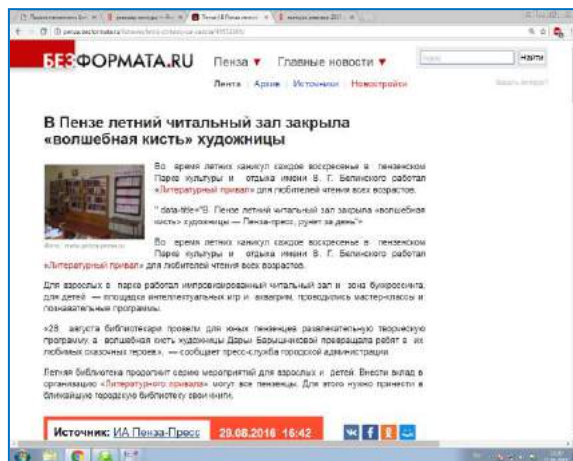 БЕЗФОРМАТА.RU
Пенза ▼ Главные новости ▼
Найти
Лента Архив Источники Новостройки
В Пензе летний читальный зал закрыла
«волшебная кисть» художницы
Во время летних каникул каждое воскресенье в пензенском
Парке культуры и отдыха имени В. Г. Белинского работал
«Литературный привал» для любителей чтения всех возрастов.
" data-title="В Пензе летний читальный зал закрыла «волшебная
кисть» художницы — Пенза-пресс, рунет за день">
Во время летних каникул каждое воскресенье в пензенском
Парке культуры и отдыха имени В. Г. Белинского работал
«Литературный привал» для любителей чтения всех возрастов.
Для взрослых в парке работал импровизированный читальный зал и зона буккроссинга,
для детей — площадка интеллектуальных игр и аквагрим, проводились мастер-классы и
познавательные программы.
«28 августа библиотекари провели для юных пензенцев развлекательную творческую
программу, а волшебная кисть художницы Дарьи Барышниковой превращала ребят в их
любимых сказочных героев», — сообщает пресс-служба городской администрации.
Летняя библиотека продолжит серию мероприятий для взрослых и детей. Внести вклад в
организацию «Литературного привала» могут все пензенцы. Для этого нужно принести в
ближайшую городскую библиотеку свои книги.
Источник: ИА Пенза-Пресс 29.08.2016 16:42